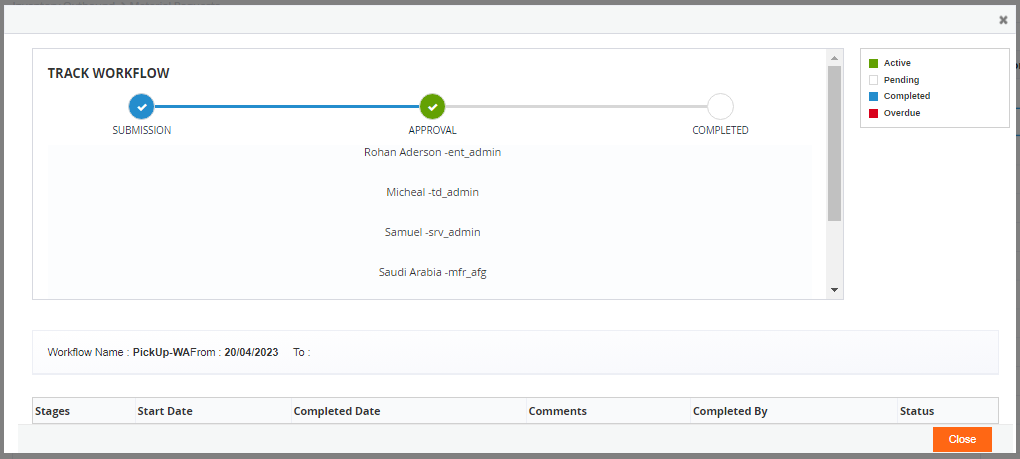 TRACK WORKFLOW
SUBMISSION
APPROVAL
COMPLETED
Rohan Aderson -ent_admin
Micheal -td_admin
Samuel -srv_admin
Saudi Arabia -mfr_afg
Active
Pending
Completed
Overdue
Workflow Name : PickUp-WAFrom : 20/04/2023 To :
Stages Start Date Completed Date Comments Completed By Status
Close